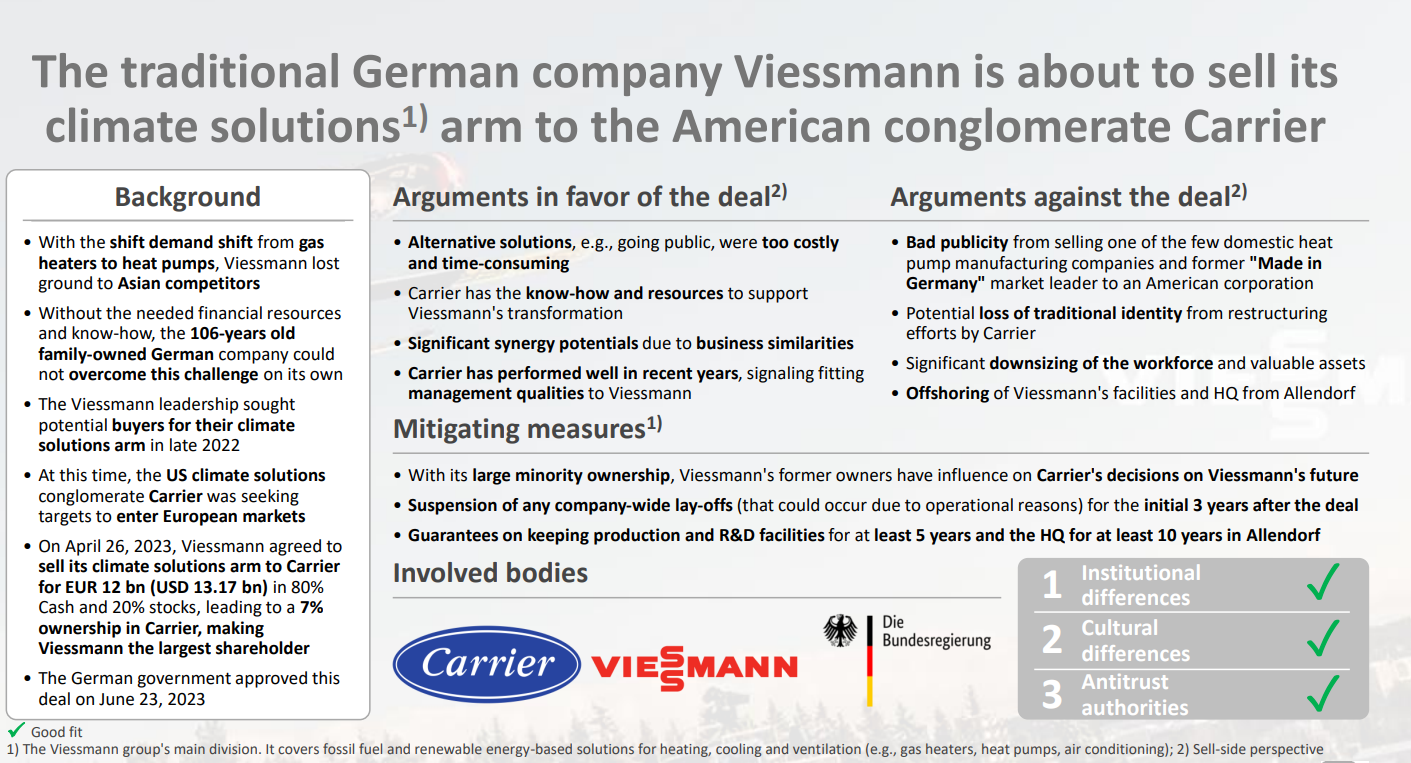 The traditional German company Viessmann is about to sell its
climate solutions1) arm to the American conglomerate Carrier
Background
• With the shift demand shift from gas
heaters to heat pumps, Viessmann lost
ground to Asian competitors
• Without the needed financial resources
and know-how, the 106-years old
family-owned German company could
not overcome this challenge on its own
• The Viessmann leadership sought
potential buyers for their climate
solutions arm in late 2022
• At this time, the US climate solutions
conglomerate Carrier was seeking
targets to enter European markets
• On April 26, 2023, Viessmann agreed to
sell its climate solutions arm to Carrier
for EUR 12 bn (USD 13.17 bn) in 80%
Cash and 20% stocks, leading to a 7%
ownership in Carrier, making
Viessmann the largest shareholder
• The German government approved this
deal on June 23, 2023
Arguments in favor of the deal2)
• Alternative solutions, e.g., going public, were too costly
and time-consuming
• Carrier has the know-how and resources to support
Viessmann's transformation
• Significant synergy potentials due to business similarities
• Carrier has performed well in recent years, signaling fitting
management qualities to Viessmann
Arguments against the deal2)
• Bad publicity from selling one of the few domestic heat
pump manufacturing companies and former "Made in
Germany" market leader to an American corporation
• Potential loss of traditional identity from restructuring
efforts by Carrier
• Significant downsizing of the workforce and valuable assets
• Offshoring of Viessmann's facilities and HQ from Allendorf
Mitigating measures1)
• With its large minority ownership, Viessmann's former owners have influence on Carrier's decisions on Viessmann's future
• Suspension of any company-wide lay-offs (that could occur due to operational reasons) for the initial 3 years after the deal
• Guarantees on keeping production and R&D facilities for at least 5 years and the HQ for at least 10 years in Allendorf
Involved bodies
Carrier
VIESSMANN
Die
Bundesregierung
1 Institutional
differences
2 Cultural
differences
3 Antitrust
authorities
Good fit
1) The Viessmann group's main division. It covers fossil fuel and renewable energy-based solutions for heating, cooling and ventilation (e.g., gas heaters, heat pumps, air conditioning); 2) Sell-side perspective